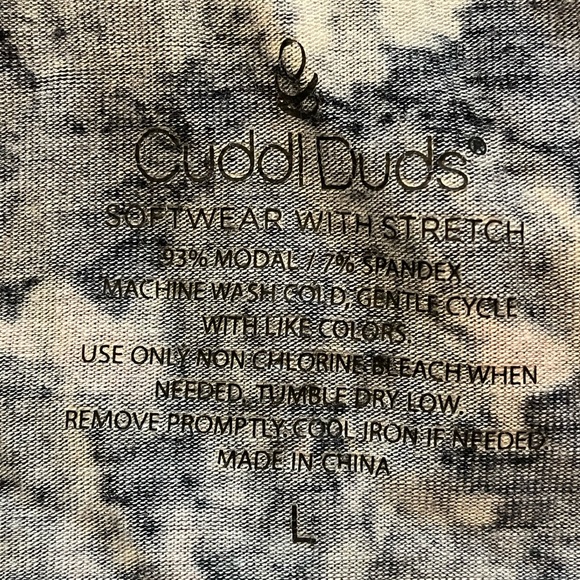 Cuddl Duds®
SOFTWEAR WITH STRETCH
93% MODAL / 7% SPANDEX
MACHINE WASH COLD, GENTLE CYCLE
WITH LIKE COLORS.
USE ONLY NON CHLORINE BLEACH WHEN
NEEDED, TUMBLE DRY LOW.
REMOVE PROMPTLY. COOL IRON IF NEEDED
MADE IN CHINA
L